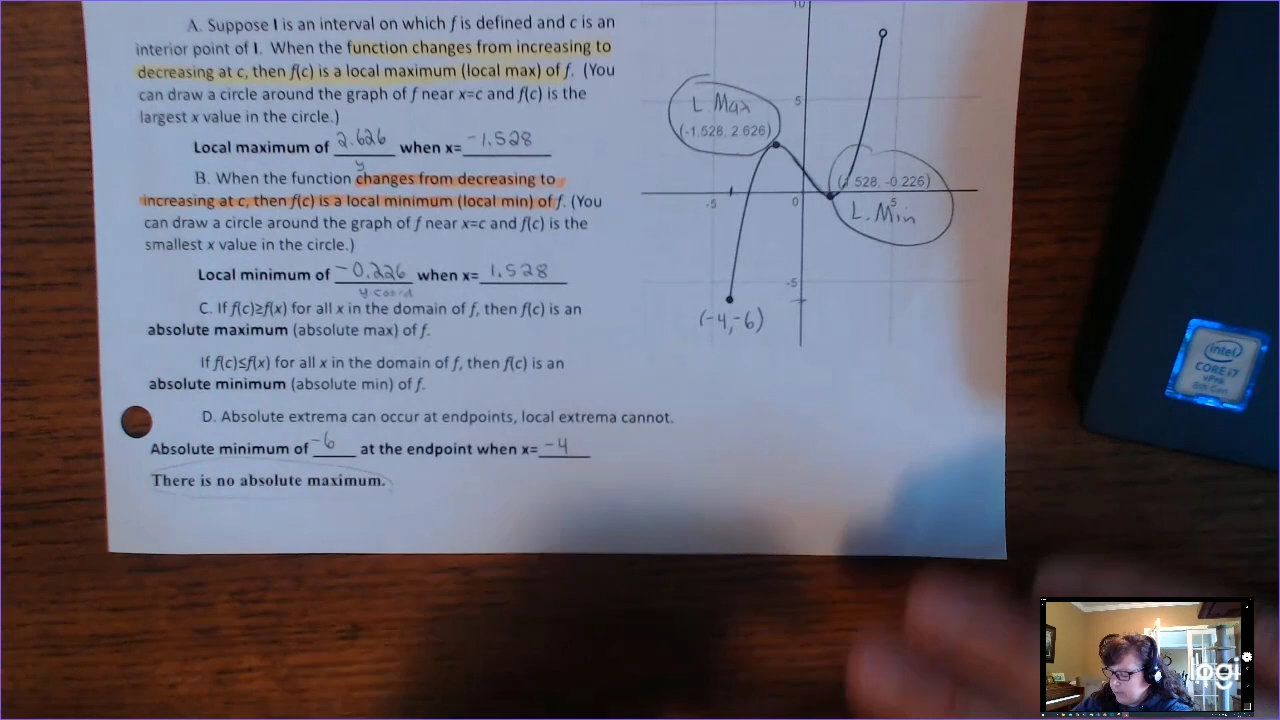 A. Suppose I is an interval on which f is defined and c is an
interior point of I. When the function changes from increasing to
decreasing at c, then f(c) is a local maximum (local max) of f. (You
can draw a circle around the graph of f near x=c and f(c) is the
largest x value in the circle.)
Local maximum of 2.626 when x= -1.528
y
B. When the function changes from decreasing to
increasing at c, then f(c) is a local minimum (local min) of f. (You
can draw a circle around the graph of f near x=c and f(c) is the
smallest x value in the circle.)
Local minimum of -0.226 when x= 1.528
y-coord
C. If f(c)≥f(x) for all x in the domain of f, then f(c) is an
absolute maximum (absolute max) of f.
If f(c)≤f(x) for all x in the domain of f, then f(c) is an
absolute minimum (absolute min) of f.
D. Absolute extrema can occur at endpoints, local extrema cannot.
Absolute minimum of -6 at the endpoint when x= -4
There is no absolute maximum.
10
L. Max
5
(-1.528, 2.626)
(1.528, -0.226)
-5
0
5
L. Min
-5
(-4,-6)
intel
CORE i7
vPro
8th Gen
logi